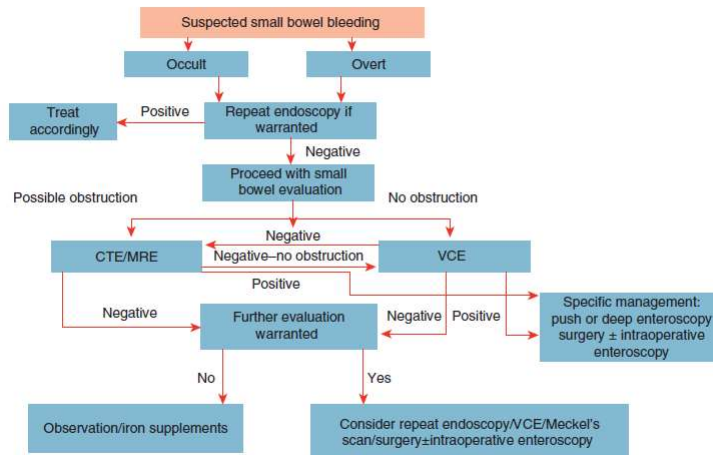 Suspected small bowel bleeding
Occult
Overt
Treat
accordingly
Positive
Repeat endoscopy if
warranted
Negative
Proceed with small
bowel evaluation
Possible obstruction
No obstruction
Negative
CTE/MRE
Negative–no obstruction
VCE
Positive
Negative
Further evaluation
warranted
Negative
Positive
Specific management:
push or deep enteroscopy
surgery ± intraoperative
enteroscopy
No
Yes
Observation/iron supplements
Consider repeat endoscopy/VCE/Meckel's
scan/surgery±intraoperative enteroscopy